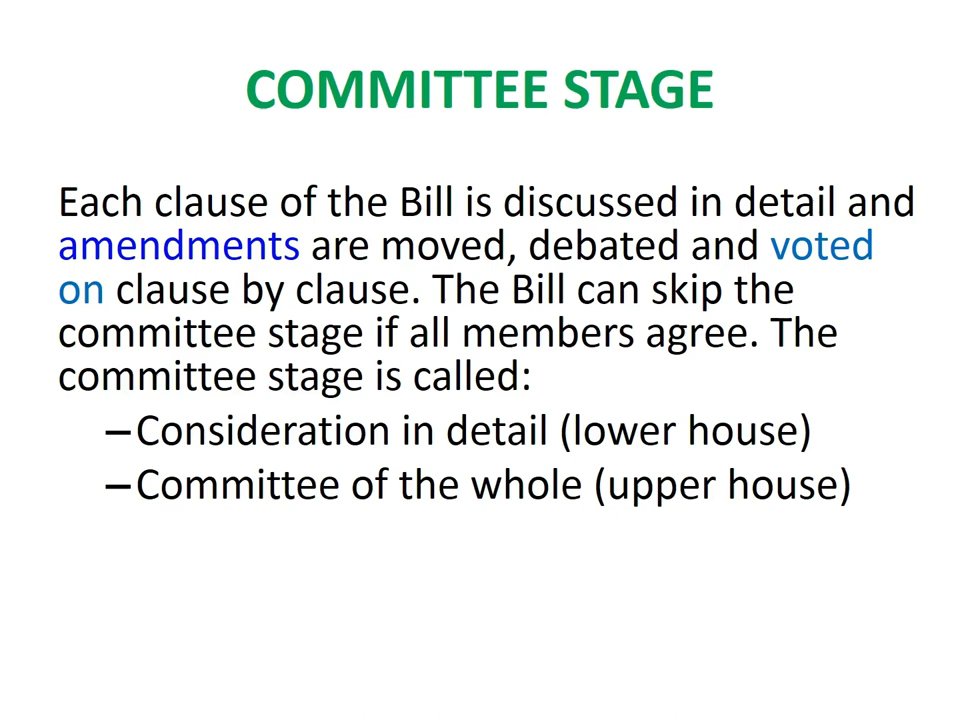 COMMITTEE STAGE
Each clause of the Bill is discussed in detail and
amendments are moved, debated and voted
on clause by clause. The Bill can skip the
committee stage if all members agree. The
committee stage is called:
–Consideration in detail (lower house)
–Committee of the whole (upper house)